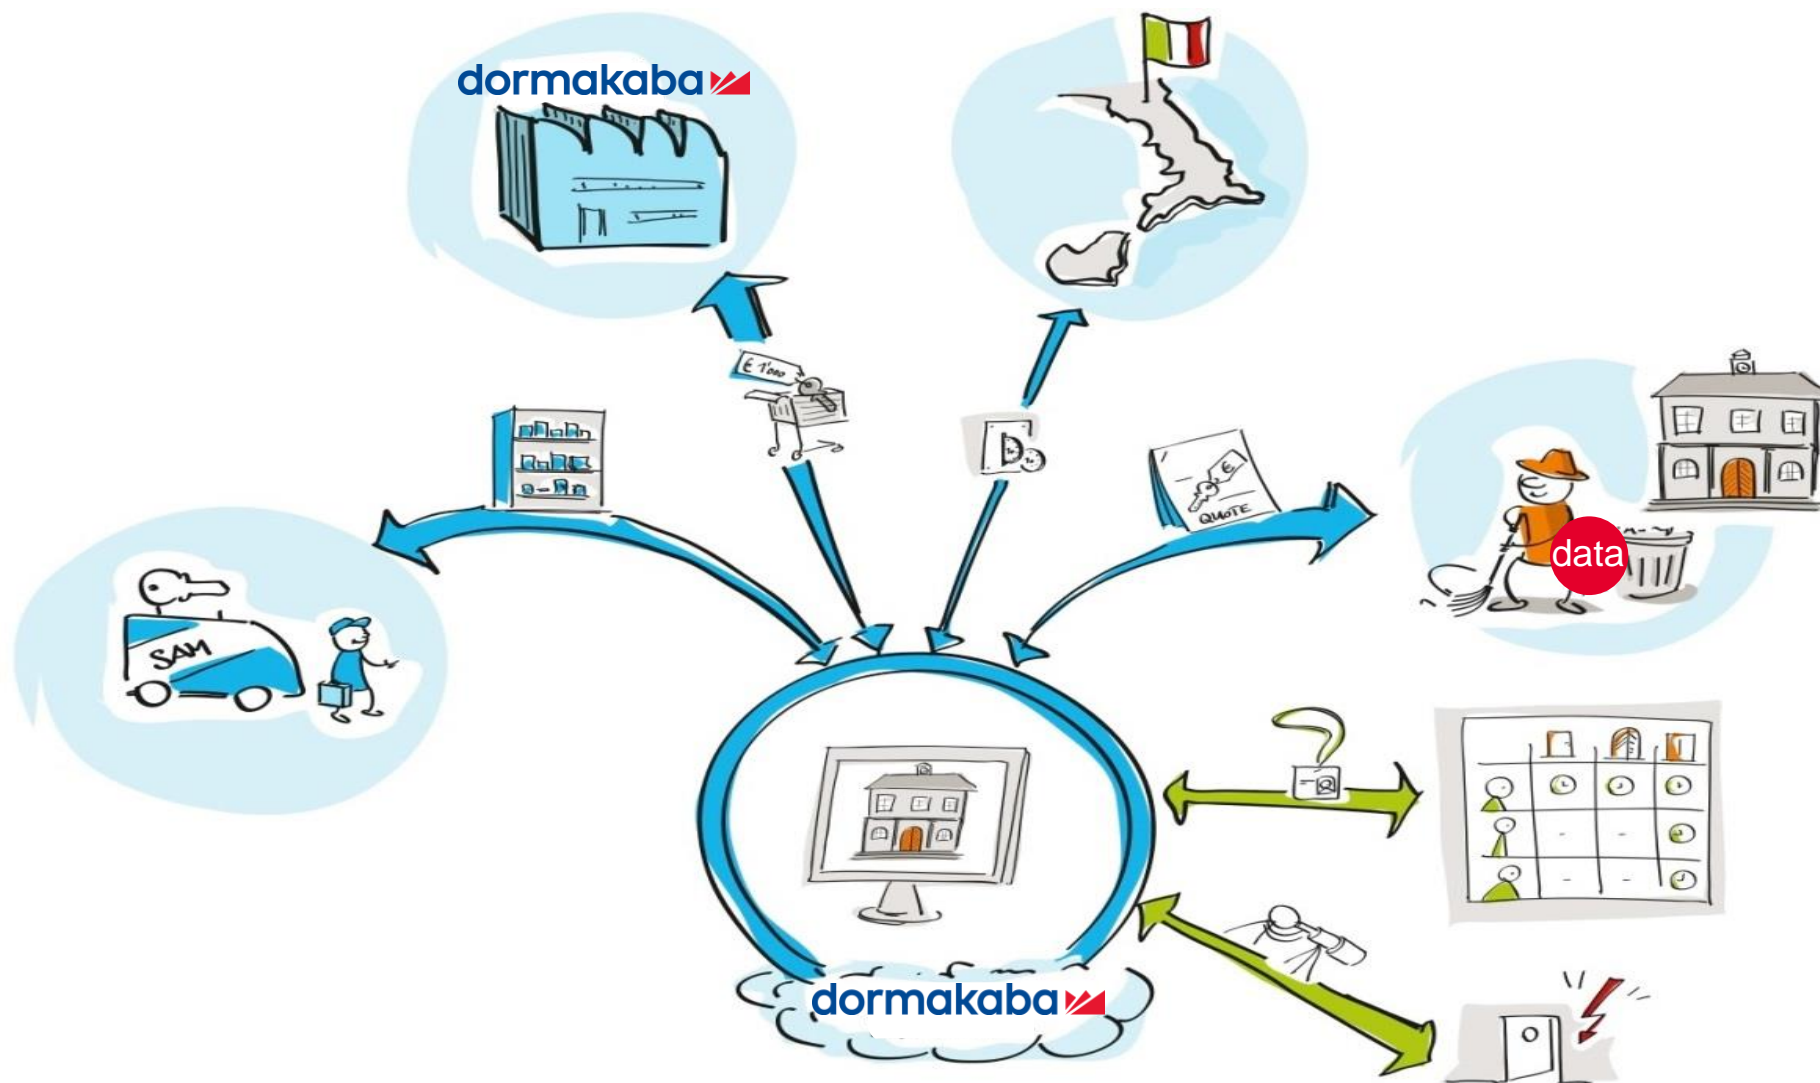 dormakaba
€ 1'000
€
QUOTE
data
SAM
dormakaba